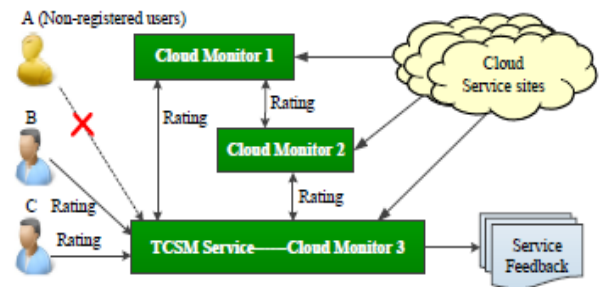 A (Non-registered users)
Cloud Monitor 1
Cloud
Service sites
Rating
Rating
B
Cloud Monitor 2
Rating
C
Rating
Rating
TCSM Service——Cloud Monitor 3
Service
Feedback